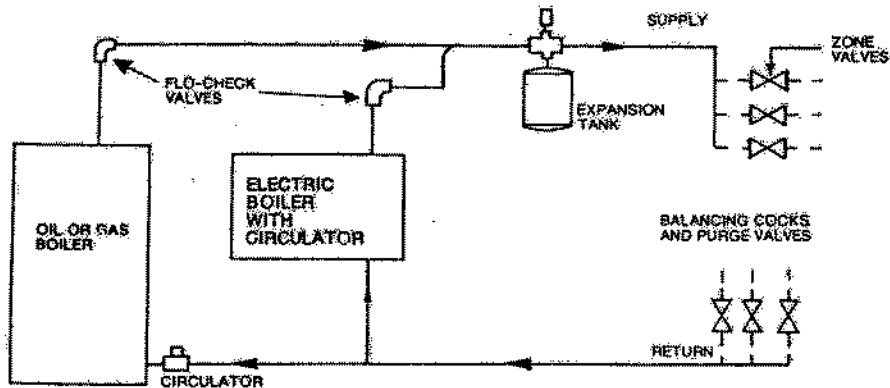 SUPPLY
ZONE
VALVES
FLO-CHECK
VALVES
EXPANSION
TANK
ELECTRIC
BOILER
WITH
CIRCULATOR
OIL OR GAS
BOILER
BALANCING COCKS
AND PURGE VALVES
RETURN
CIRCULATOR